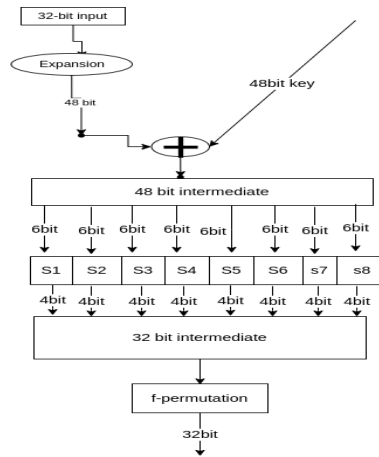 32-bit input
Expansion
48 bit
48bit key
48 bit intermediate
6bit 6bit 6bit 6bit 6bit 6bit 6bit 6bit
S1 S2 S3 S4 S5 S6 s7 s8
4bit 4bit 4bit 4bit 4bit 4bit 4bit 4bit
32 bit intermediate
f-permutation
32bit